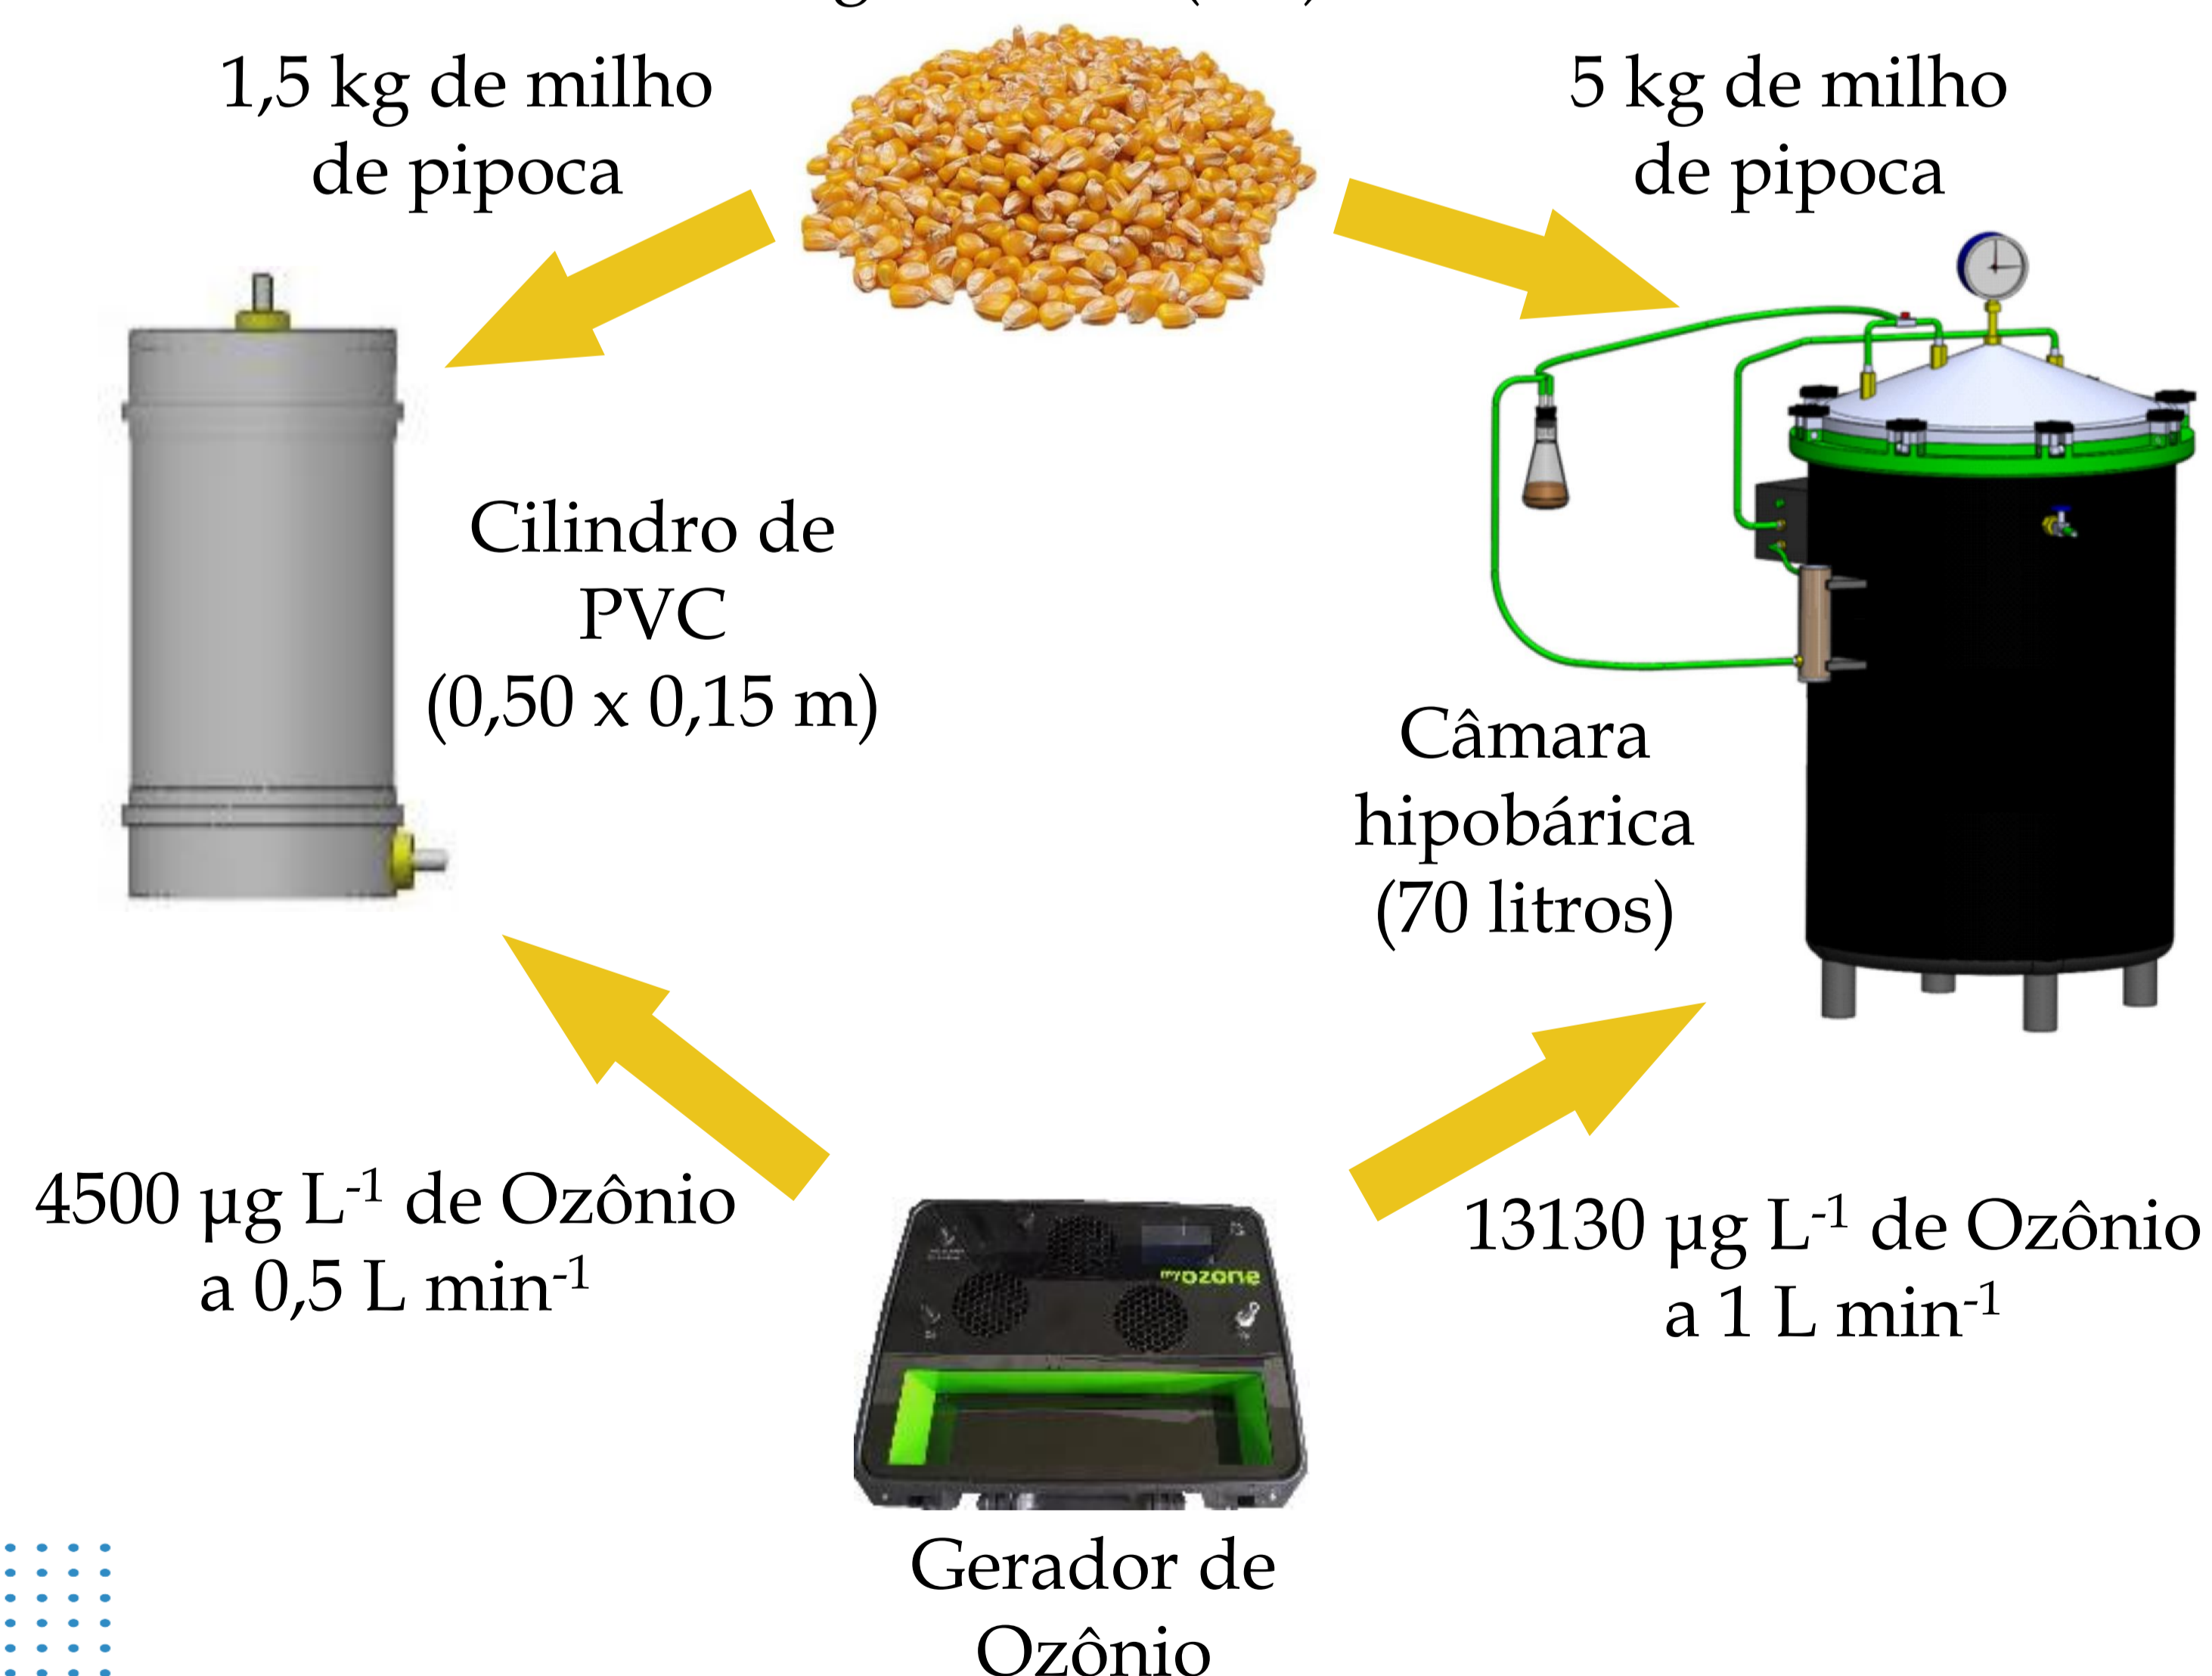 1,5 kg de milho
de pipoca
5 kg de milho
de pipoca
Cilindro de
PVC
(0,50 x 0,15 m)
Câmara
hipobárica
(70 litros)
4500 µg L-1 de Ozônio
a 0,5 L min-1
13130 µg L-1 de Ozônio
a 1 L min-1
myozone
Gerador de
Ozônio